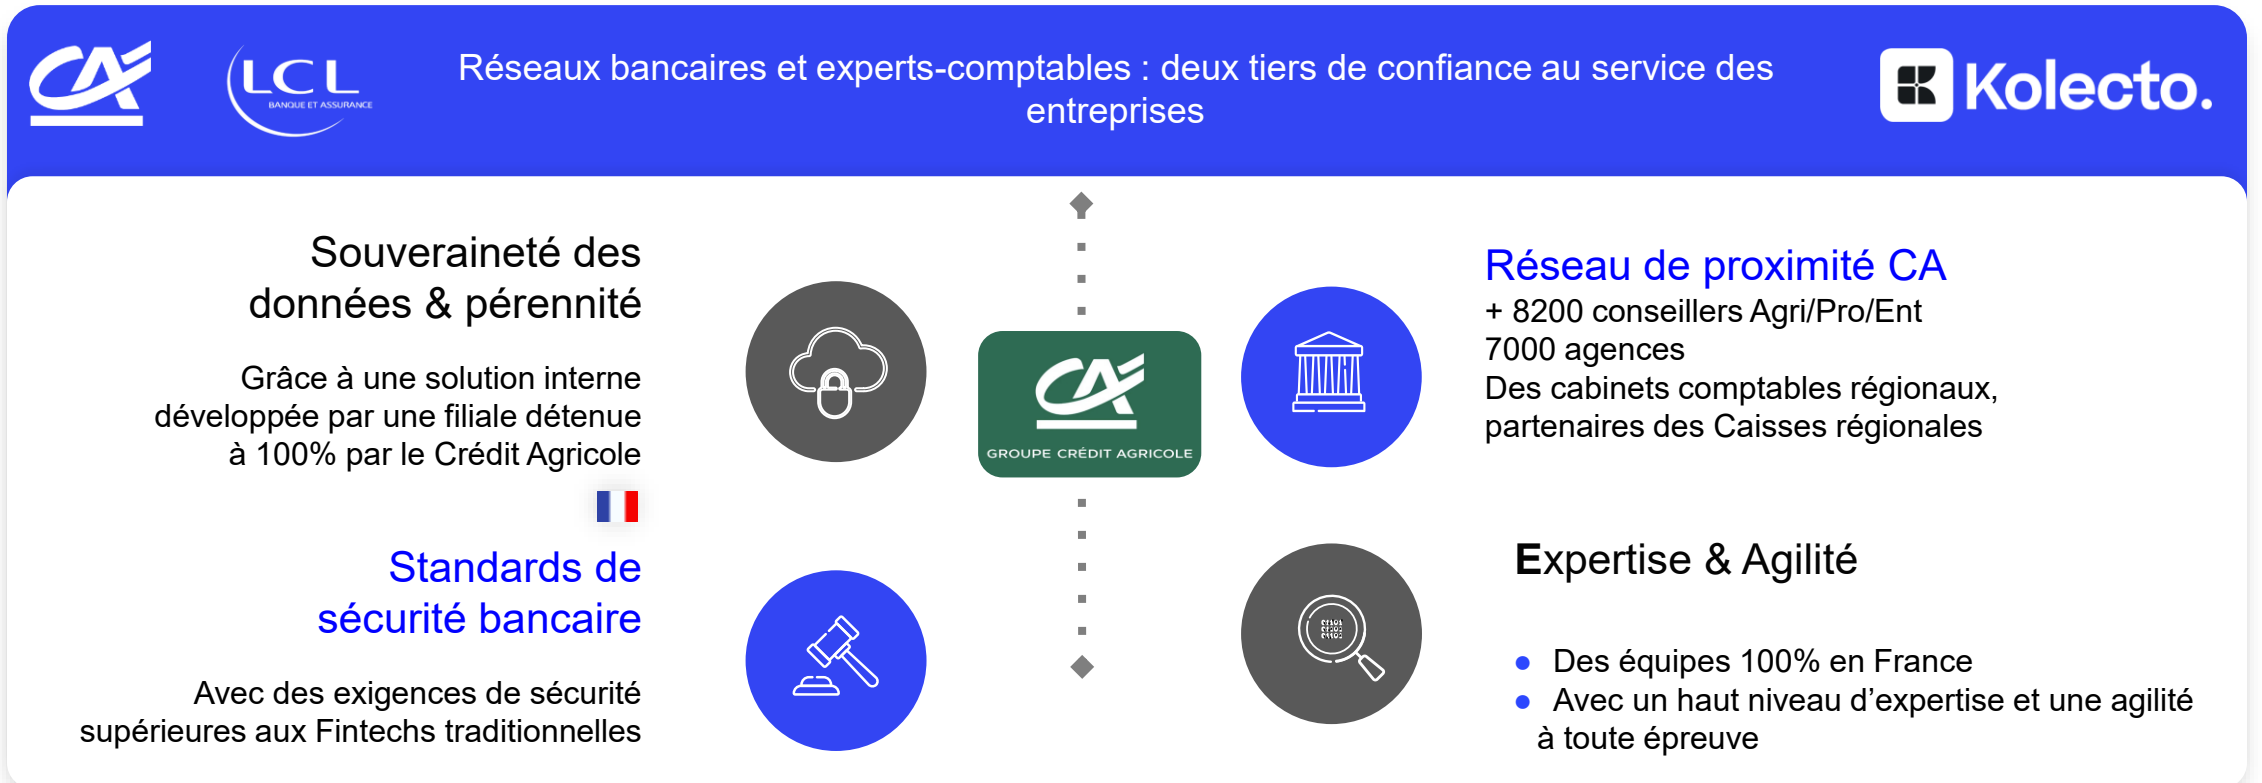 CA
LCL
BANQUE ET ASSURANCE
Réseaux bancaires et experts-comptables : deux tiers de confiance au service des
entreprises
Kolecto.
Souveraineté des
données & pérennité
Grâce à une solution interne
développée par une filiale détenue
à 100% par le Crédit Agricole
Standards de
sécurité bancaire
Avec des exigences de sécurité
supérieures aux Fintechs traditionnelles
CA
GROUPE CRÉDIT AGRICOLE
Réseau de proximité CA
+ 8200 conseillers Agri/Pro/Ent
7000 agences
Des cabinets comptables régionaux,
partenaires des Caisses régionales
Expertise & Agilité
● Des équipes 100% en France
● Avec un haut niveau d’expertise et une agilité
à toute épreuve